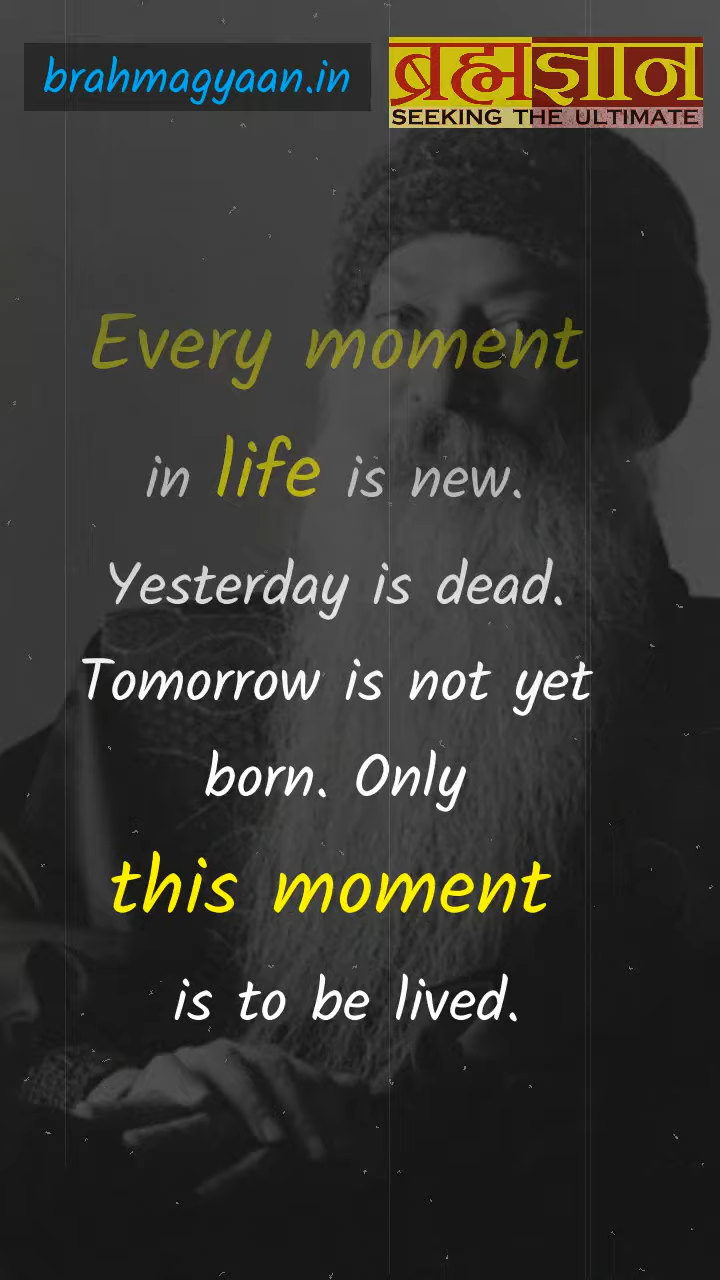 brahmagyaan.in
ब्रह्मज्ञान
SEEKING THE ULTIMATE
Every moment
in life is new.
Yesterday is dead.
Tomorrow is not yet
born. Only
this moment
is to be lived.